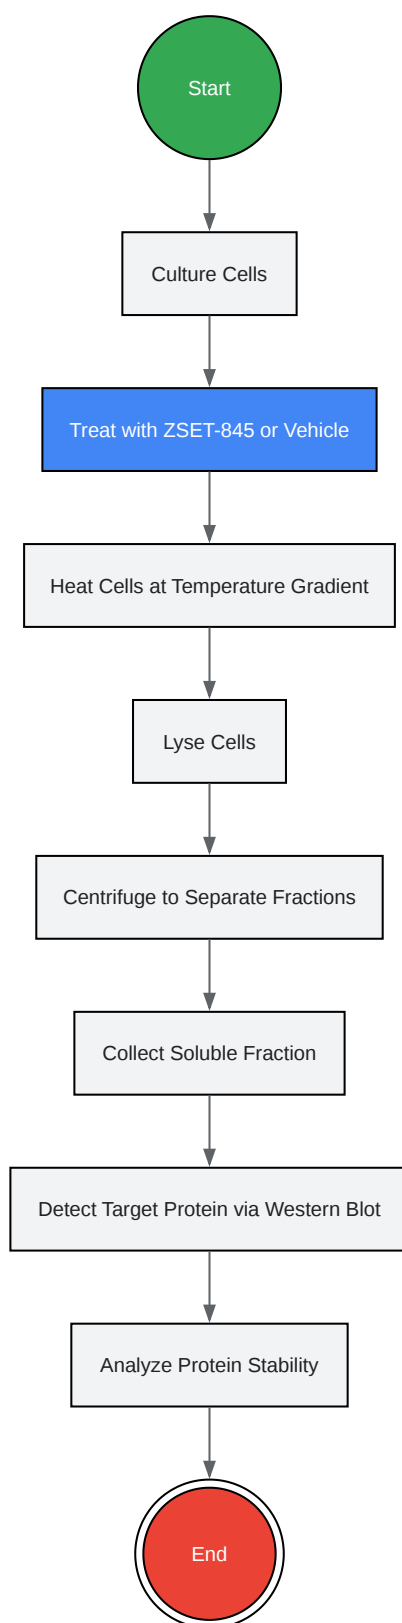 Start
Culture Cells
Treat with ZSET-845 or Vehicle
Heat Cells at Temperature Gradient
Lyse Cells
Centrifuge to Separate Fractions
Collect Soluble Fraction
Detect Target Protein via Western Blot
Analyze Protein Stability
End